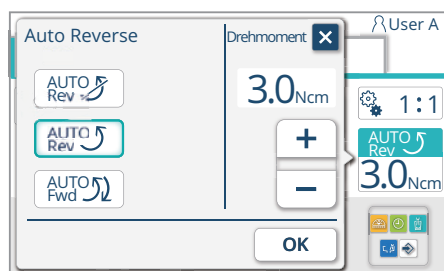 Auto Reverse
Drehmoment
User A
AUTO
Rev
3.0Ncm
1:1
AUTO
Rev
+
AUTO
Rev
3.0Ncm
AUTO
Fwd
−
OK